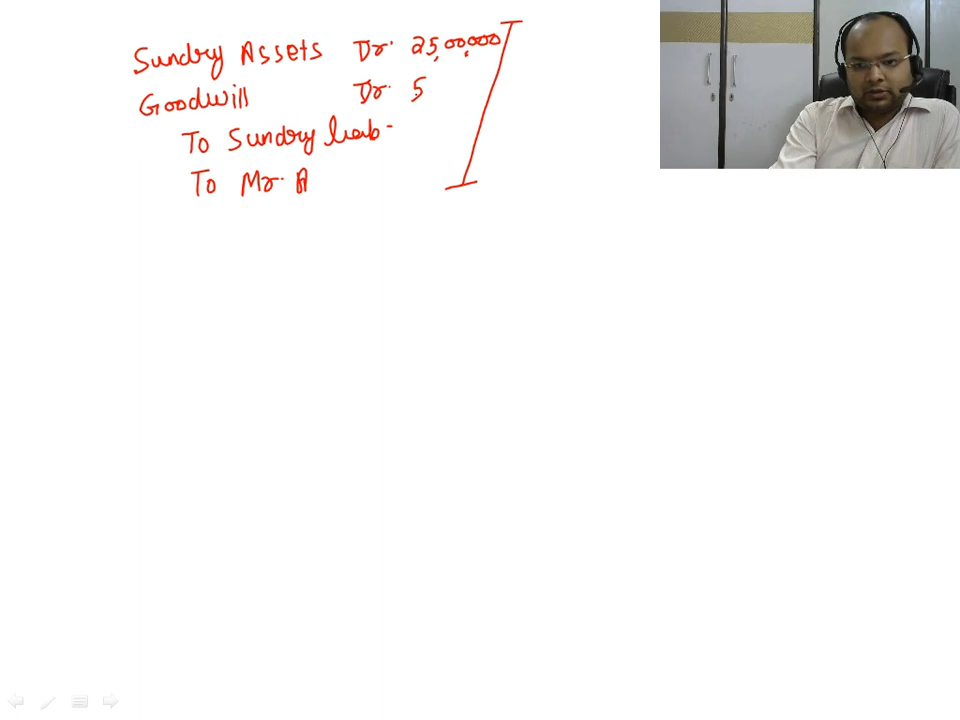 Sundry Assets Dr. 25,00,000
Goodwill Dr. 5
To Sundry liab -
To Mr. A